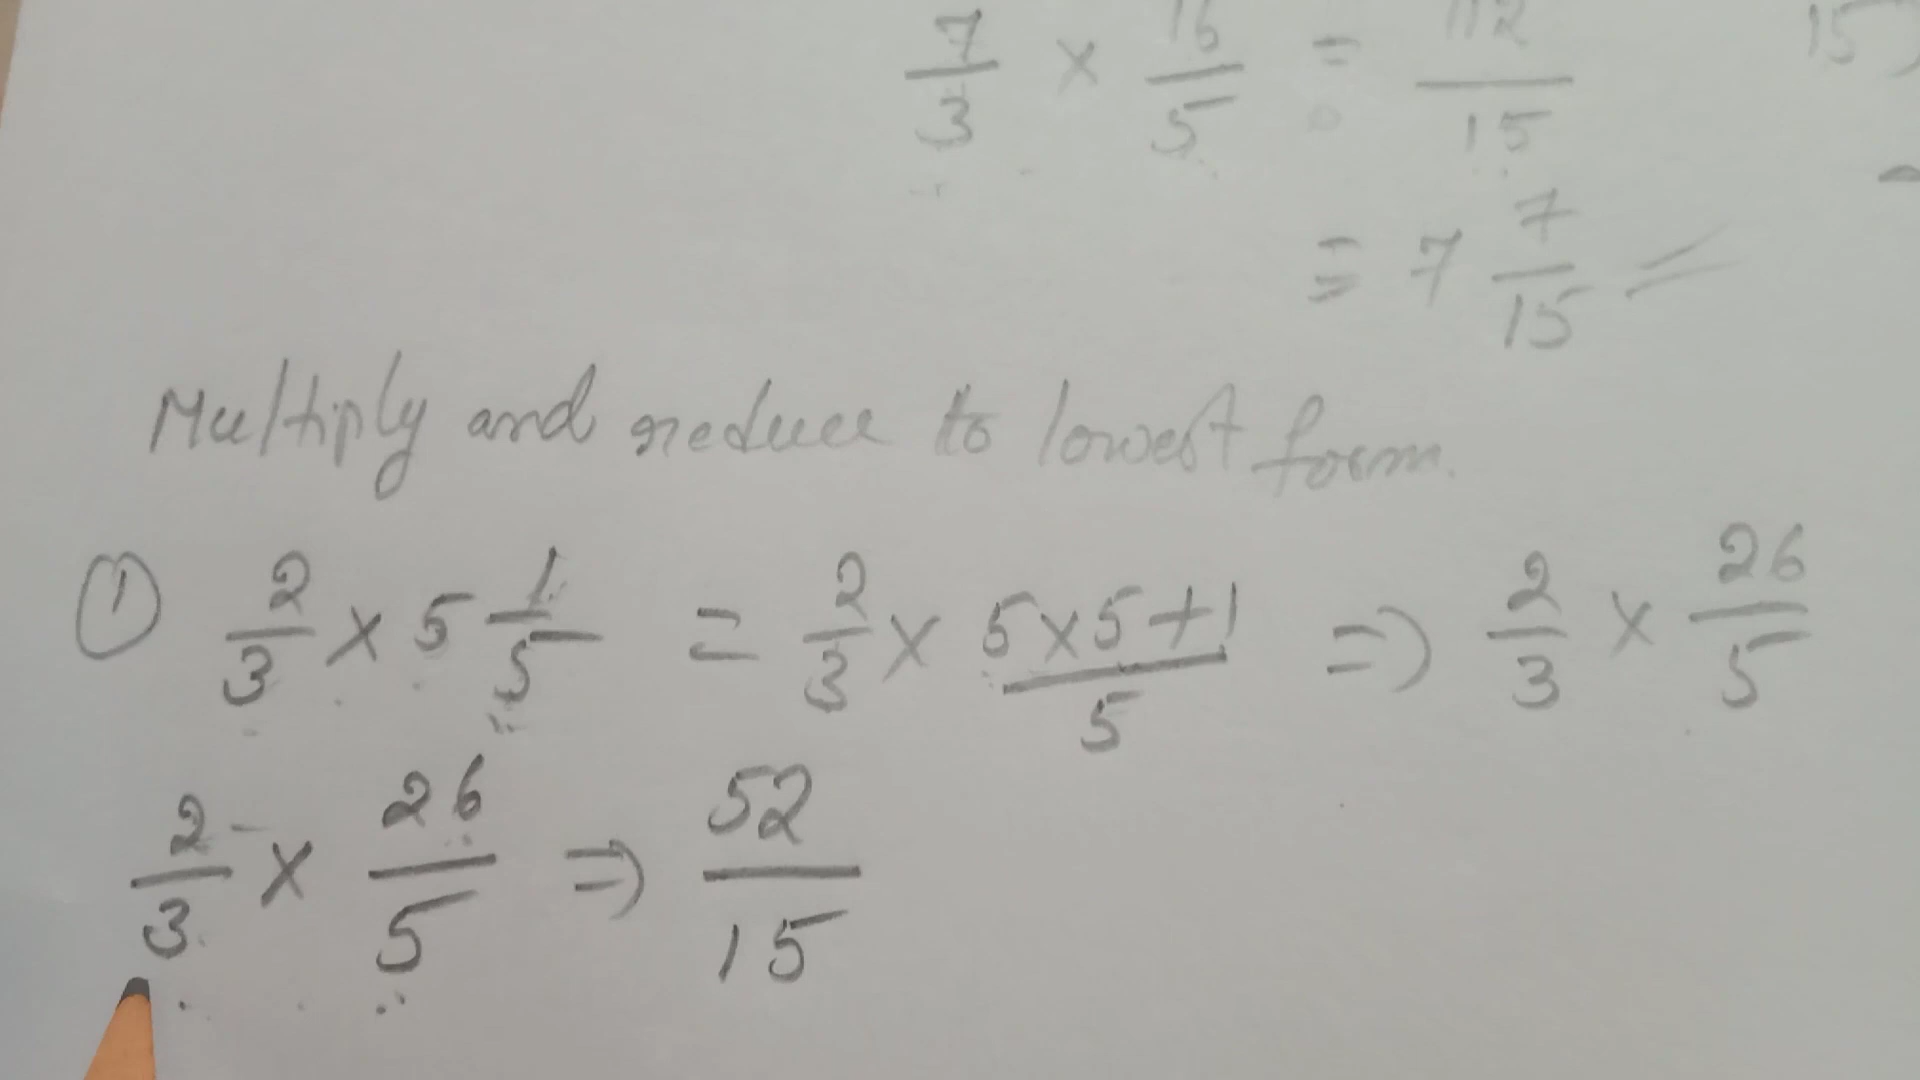 7/3 × 16/5 = 112/15
= 7 7/15
Multiply and reduce to lowest form.
① 2/3 × 5 1/5 = 2/3 × 5×5+1/5 ⇒ 2/3 × 26/5
2/3 × 26/5 ⇒ 52/15